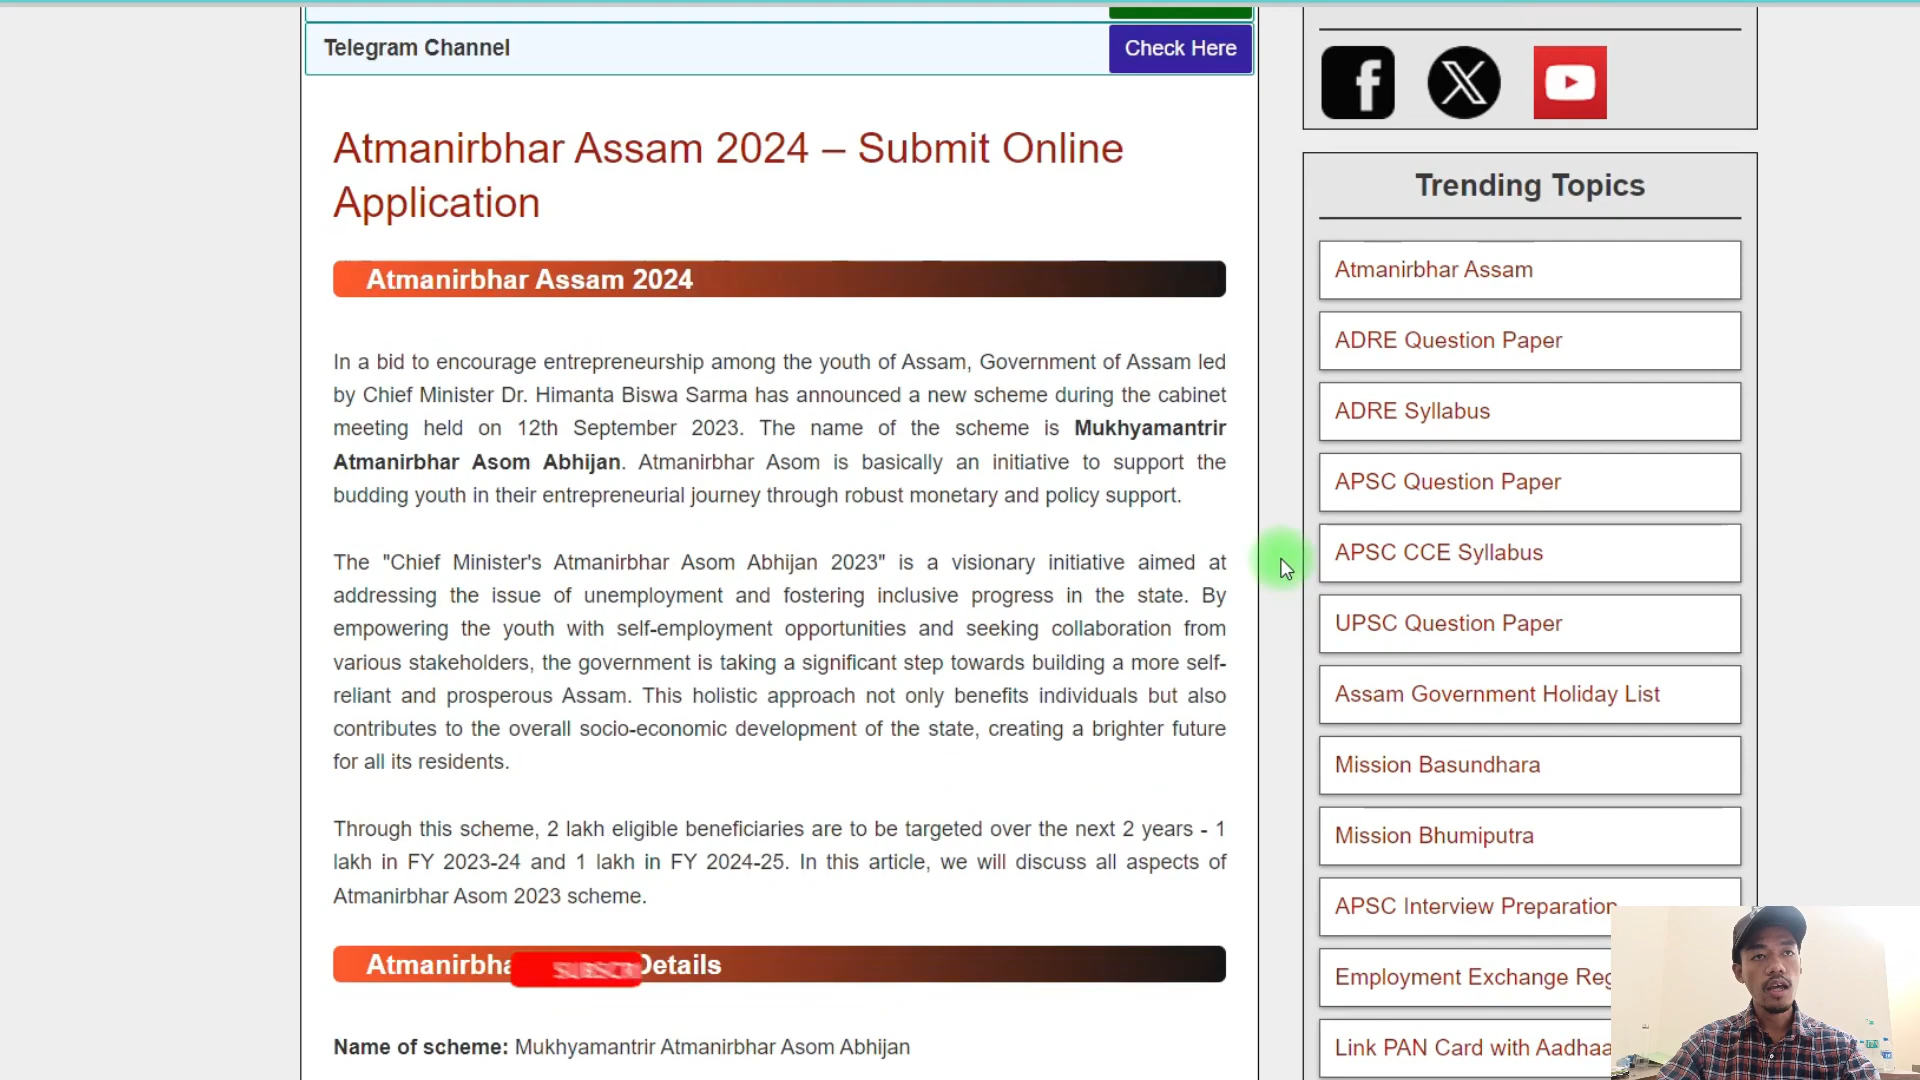 Telegram Channel
Check Here
Atmanirbhar Assam 2024 – Submit Online
Application
Atmanirbhar Assam 2024
In a bid to encourage entrepreneurship among the youth of Assam, Government of Assam led
by Chief Minister Dr. Himanta Biswa Sarma has announced a new scheme during the cabinet
meeting held on 12th September 2023. The name of the scheme is Mukhyamantrir
Atmanirbhar Asom Abhijan. Atmanirbhar Asom is basically an initiative to support the
budding youth in their entrepreneurial journey through robust monetary and policy support.
The "Chief Minister's Atmanirbhar Asom Abhijan 2023" is a visionary initiative aimed at
addressing the issue of unemployment and fostering inclusive progress in the state. By
empowering the youth with self-employment opportunities and seeking collaboration from
various stakeholders, the government is taking a significant step towards building a more self-
reliant and prosperous Assam. This holistic approach not only benefits individuals but also
contributes to the overall socio-economic development of the state, creating a brighter future
for all its residents.
Through this scheme, 2 lakh eligible beneficiaries are to be targeted over the next 2 years - 1
lakh in FY 2023-24 and 1 lakh in FY 2024-25. In this article, we will discuss all aspects of
Atmanirbhar Asom 2023 scheme.
Atmanirbha Details
Name of scheme: Mukhyamantrir Atmanirbhar Asom Abhijan
Trending Topics
Atmanirbhar Assam
ADRE Question Paper
ADRE Syllabus
APSC Question Paper
APSC CCE Syllabus
UPSC Question Paper
Assam Government Holiday List
Mission Basundhara
Mission Bhumiputra
APSC Interview Preparation
Employment Exchange Reg
Link PAN Card with Aadhaa